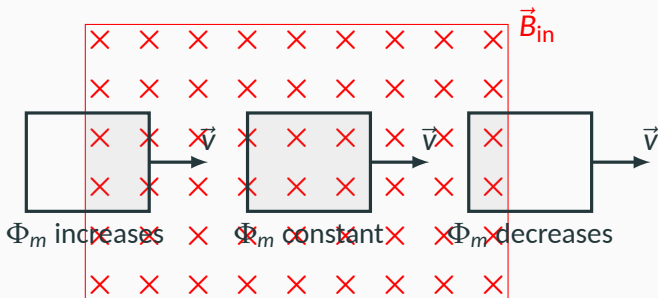 B⃗in
v⃗ v⃗ v⃗
Φm increases Φm constant Φm decreases